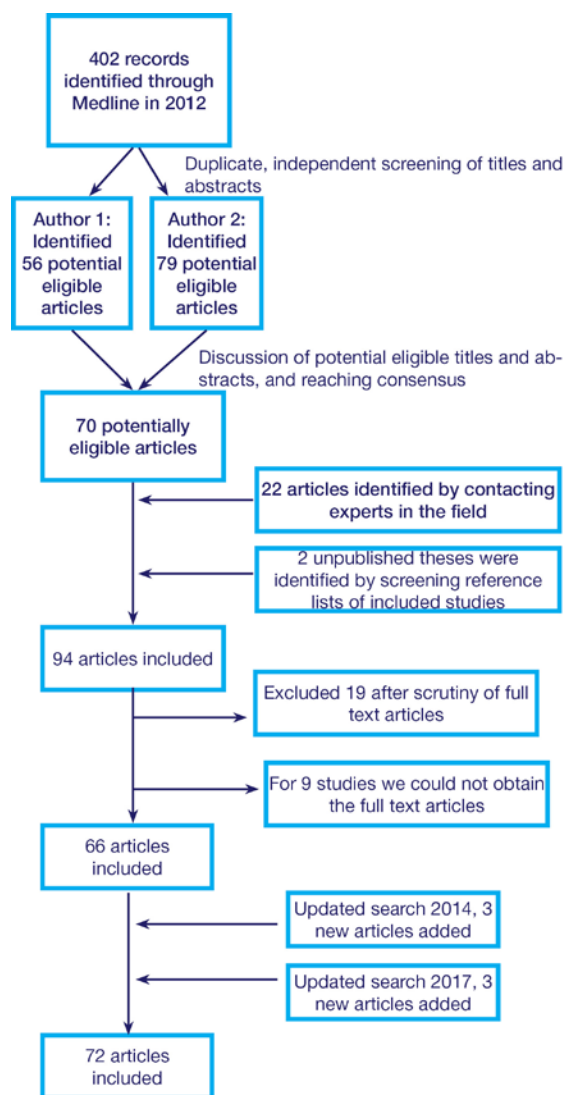 402 records
identified through
Medline in 2012
Duplicate, independent screening of titles and
abstracts
Author 1:
Identified
56 potential
eligible
articles
Author 2:
Identified
79 potential
eligible
articles
Discussion of potential eligible titles and ab-
stracts, and reaching consensus
70 potentially
eligible articles
22 articles identified by contacting
experts in the field
2 unpublished theses were
identified by screening reference
lists of included studies
94 articles included
Excluded 19 after scrutiny of full
text articles
For 9 studies we could not obtain
the full text articles
66 articles
included
Updated search 2014, 3
new articles added
Updated search 2017, 3
new articles added
72 articles
included